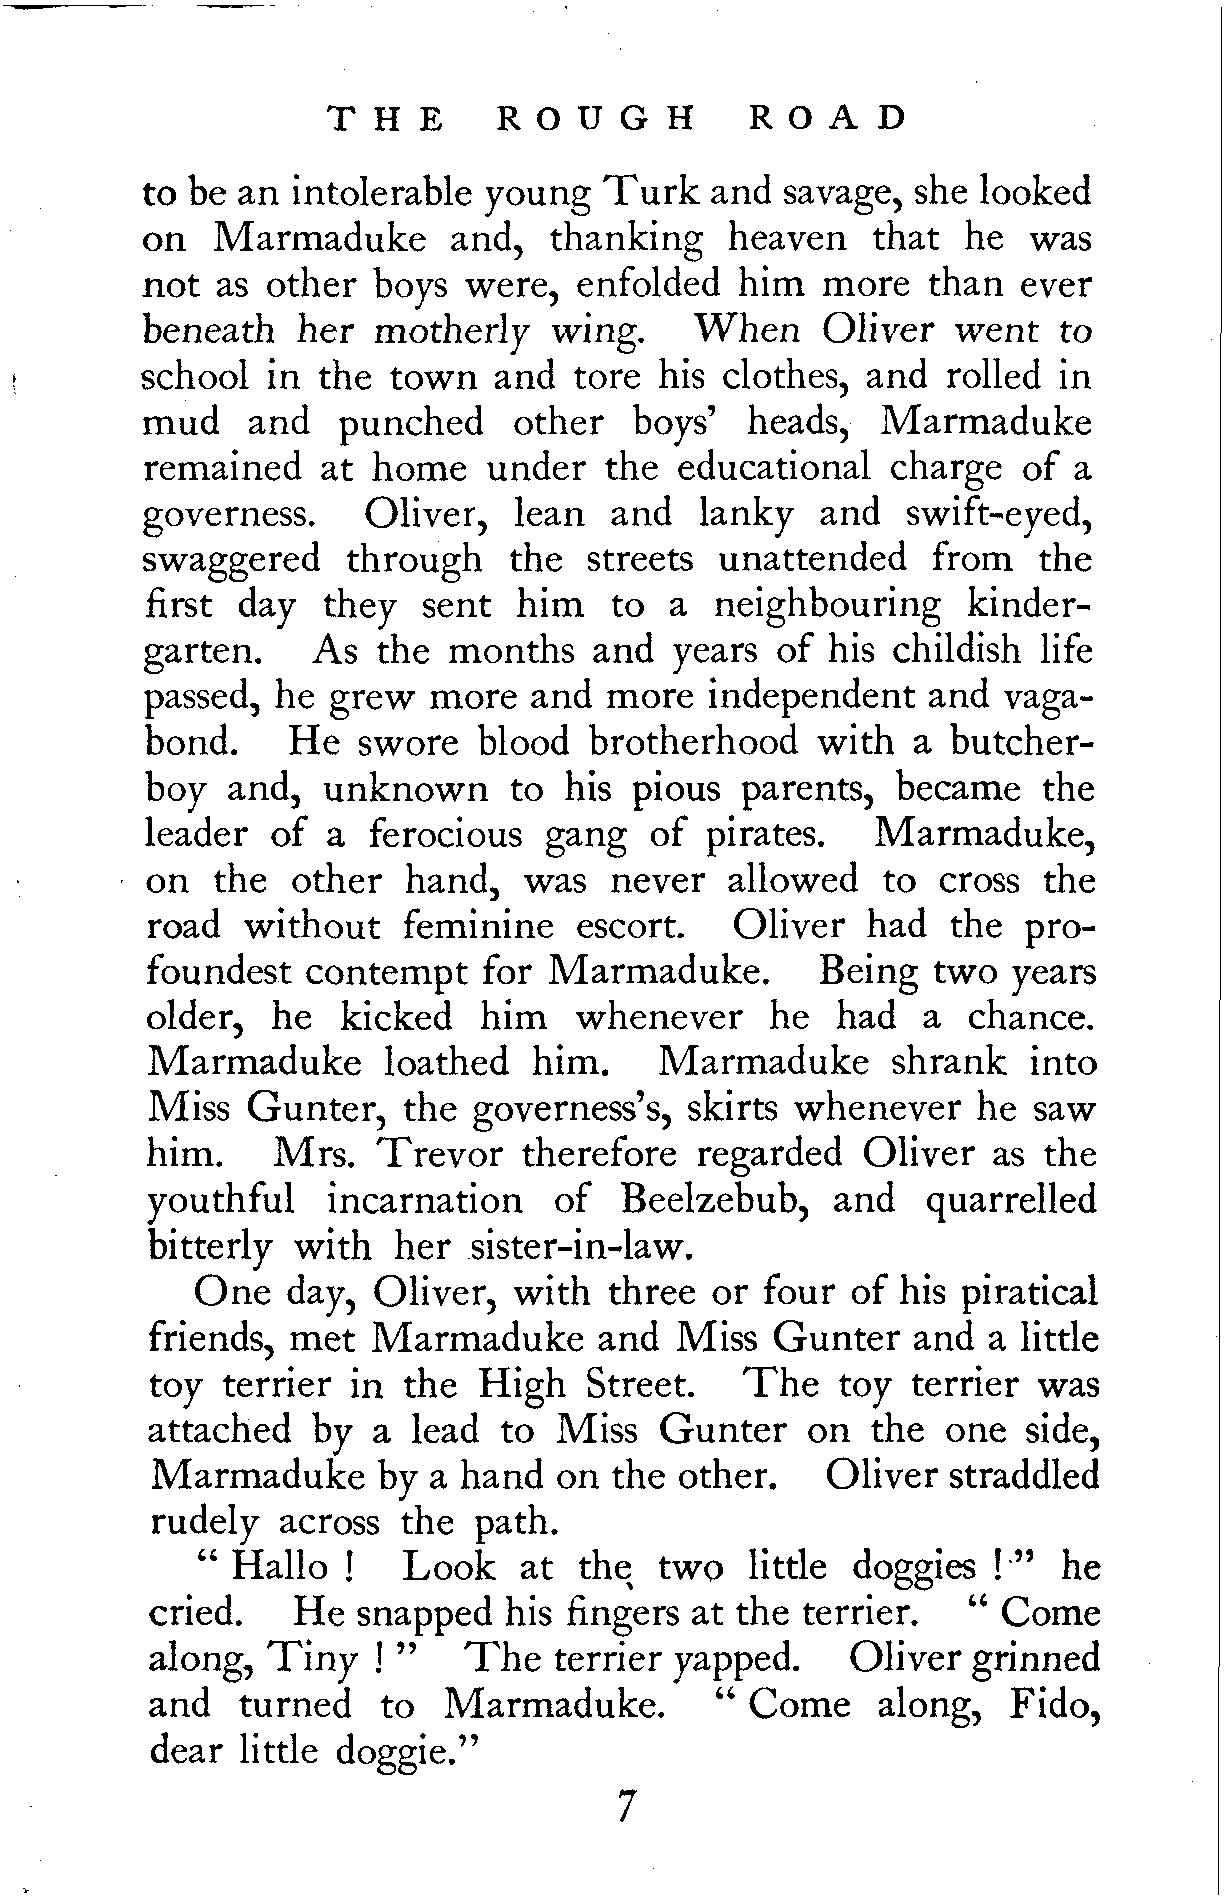 THE ROUGH ROAD
to be an intolerable young Turk and savage, she looked
on Marmaduke and, thanking heaven that he was
not as other boys were, enfolded him more than ever
beneath her motherly wing. When Oliver went to
school in the town and tore his clothes, and rolled in
mud and punched other boys' heads, Marmaduke
remained at home under the educational charge of a
governess. Oliver, lean and lanky and swift-eyed,
swaggered through the streets unattended from the
first day they sent him to a neighbouring kinder-
garten. As the months and years of his childish life
passed, he grew more and more independent and vaga-
bond. He swore blood brotherhood with a butcher-
boy and, unknown to his pious parents, became the
leader of a ferocious gang of pirates. Marmaduke,
on the other hand, was never allowed to cross the
road without feminine escort. Oliver had the pro-
foundest contempt for Marmaduke. Being two years
older, he kicked him whenever he had a chance.
Marmaduke loathed him. Marmaduke shrank into
Miss Gunter, the governess's, skirts whenever he saw
him. Mrs. Trevor therefore regarded Oliver as the
youthful incarnation of Beelzebub, and quarrelled
bitterly with her sister-in-law.
One day, Oliver, with three or four of his piratical
friends, met Marmaduke and Miss Gunter and a little
toy terrier in the High Street. The toy terrier was
attached by a lead to Miss Gunter on the one side,
Marmaduke by a hand on the other. Oliver straddled
rudely across the path.
“ Hallo ! Look at the two little doggies !” he
cried. He snapped his fingers at the terrier. “ Come
along, Tiny ! ” The terrier yapped. Oliver grinned
and turned to Marmaduke. “ Come along, Fido,
dear little doggie.”
7